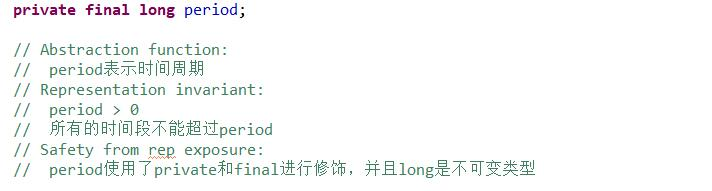 private final long period;
// Abstraction function:
//  period表示时间周期
// Representation invariant:
//  period > 0
//  所有的时间段不能超过period
// Safety from rep exposure:
//  period使用了private和final进行修饰，并且long是不可变类型